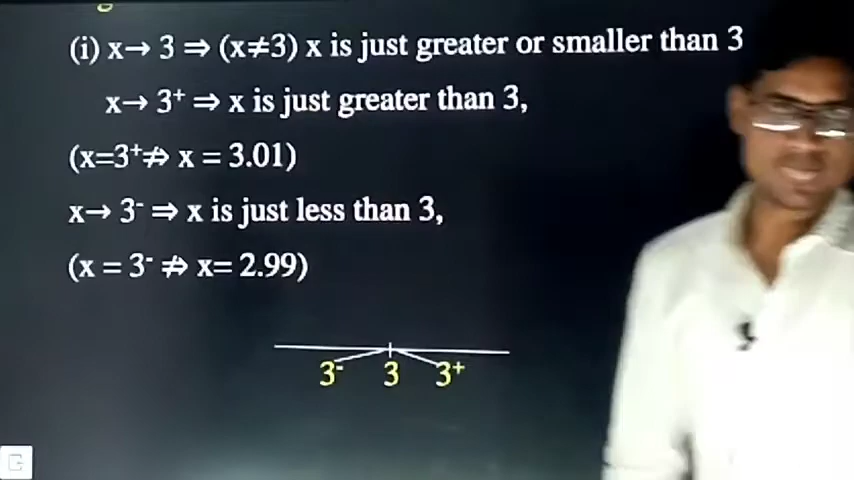 (i) x→ 3 ⇒ (x≠3) x is just greater or smaller than 3
x→ 3⁺ ⇒ x is just greater than 3,
(x=3⁺⇏ x = 3.01)
x→ 3⁻ ⇒ x is just less than 3,
(x = 3⁻ ⇏ x= 2.99)
3⁻ 3 3⁺